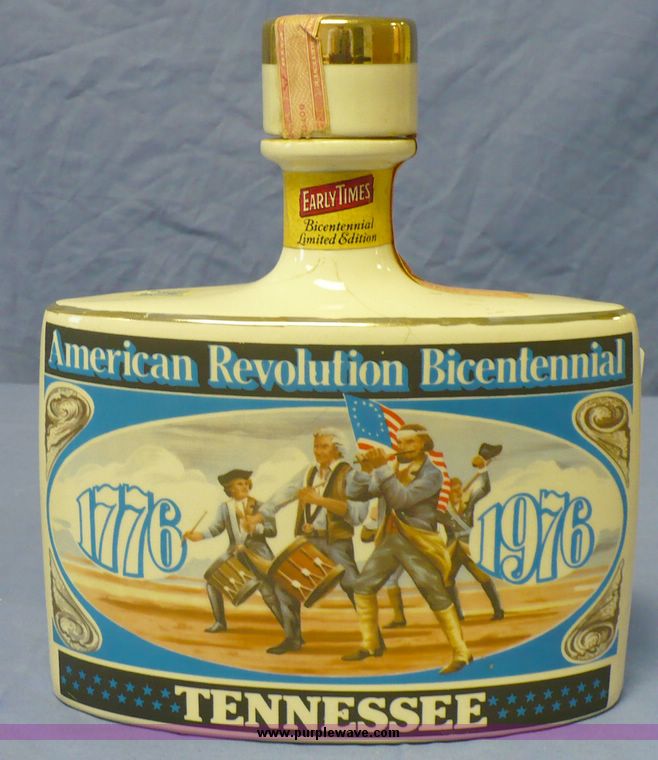 EARLY TIMES
Bicentennial
Limited Edition
American Revolution Bicentennial
1776
1976
TENNESSEE
www.purplewave.com